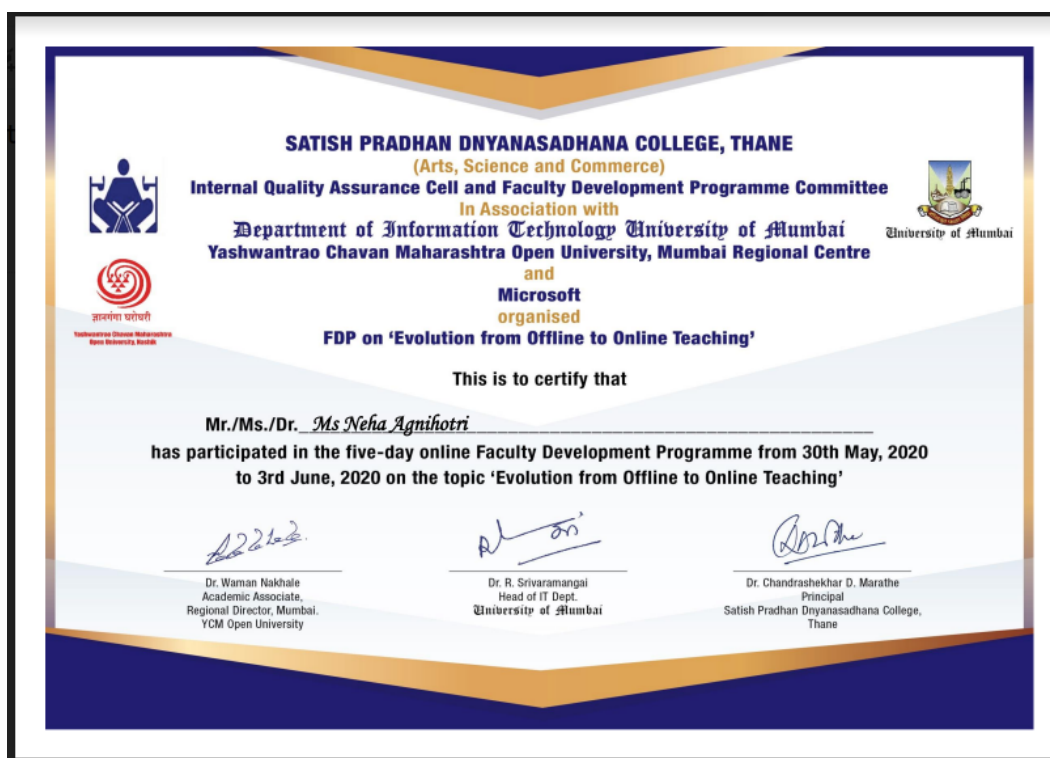 SATISH PRADHAN DNYANASADHANA COLLEGE, THANE
(Arts, Science and Commerce)
Internal Quality Assurance Cell and Faculty Development Programme Committee
In Association with
Department of Information Technology University of Mumbai
Yashwantrao Chavan Maharashtra Open University, Mumbai Regional Centre
and
Microsoft
organised
FDP on ‘Evolution from Offline to Online Teaching’
University of Mumbai
ज्ञानगंगा घरोघरी
Yashwantrao Chavan Maharashtra
Open University, Nashik
This is to certify that
Mr./Ms./Dr. Ms Neha Agnihotri
has participated in the five-day online Faculty Development Programme from 30th May, 2020
to 3rd June, 2020 on the topic ‘Evolution from Offline to Online Teaching’
Dr. Waman Nakhale
Academic Associate,
Regional Director, Mumbai.
YCM Open University
Dr. R. Srivaramangai
Head of IT Dept.
University of Mumbai
Dr. Chandrashekhar D. Marathe
Principal
Satish Pradhan Dnyanasadhana College,
Thane